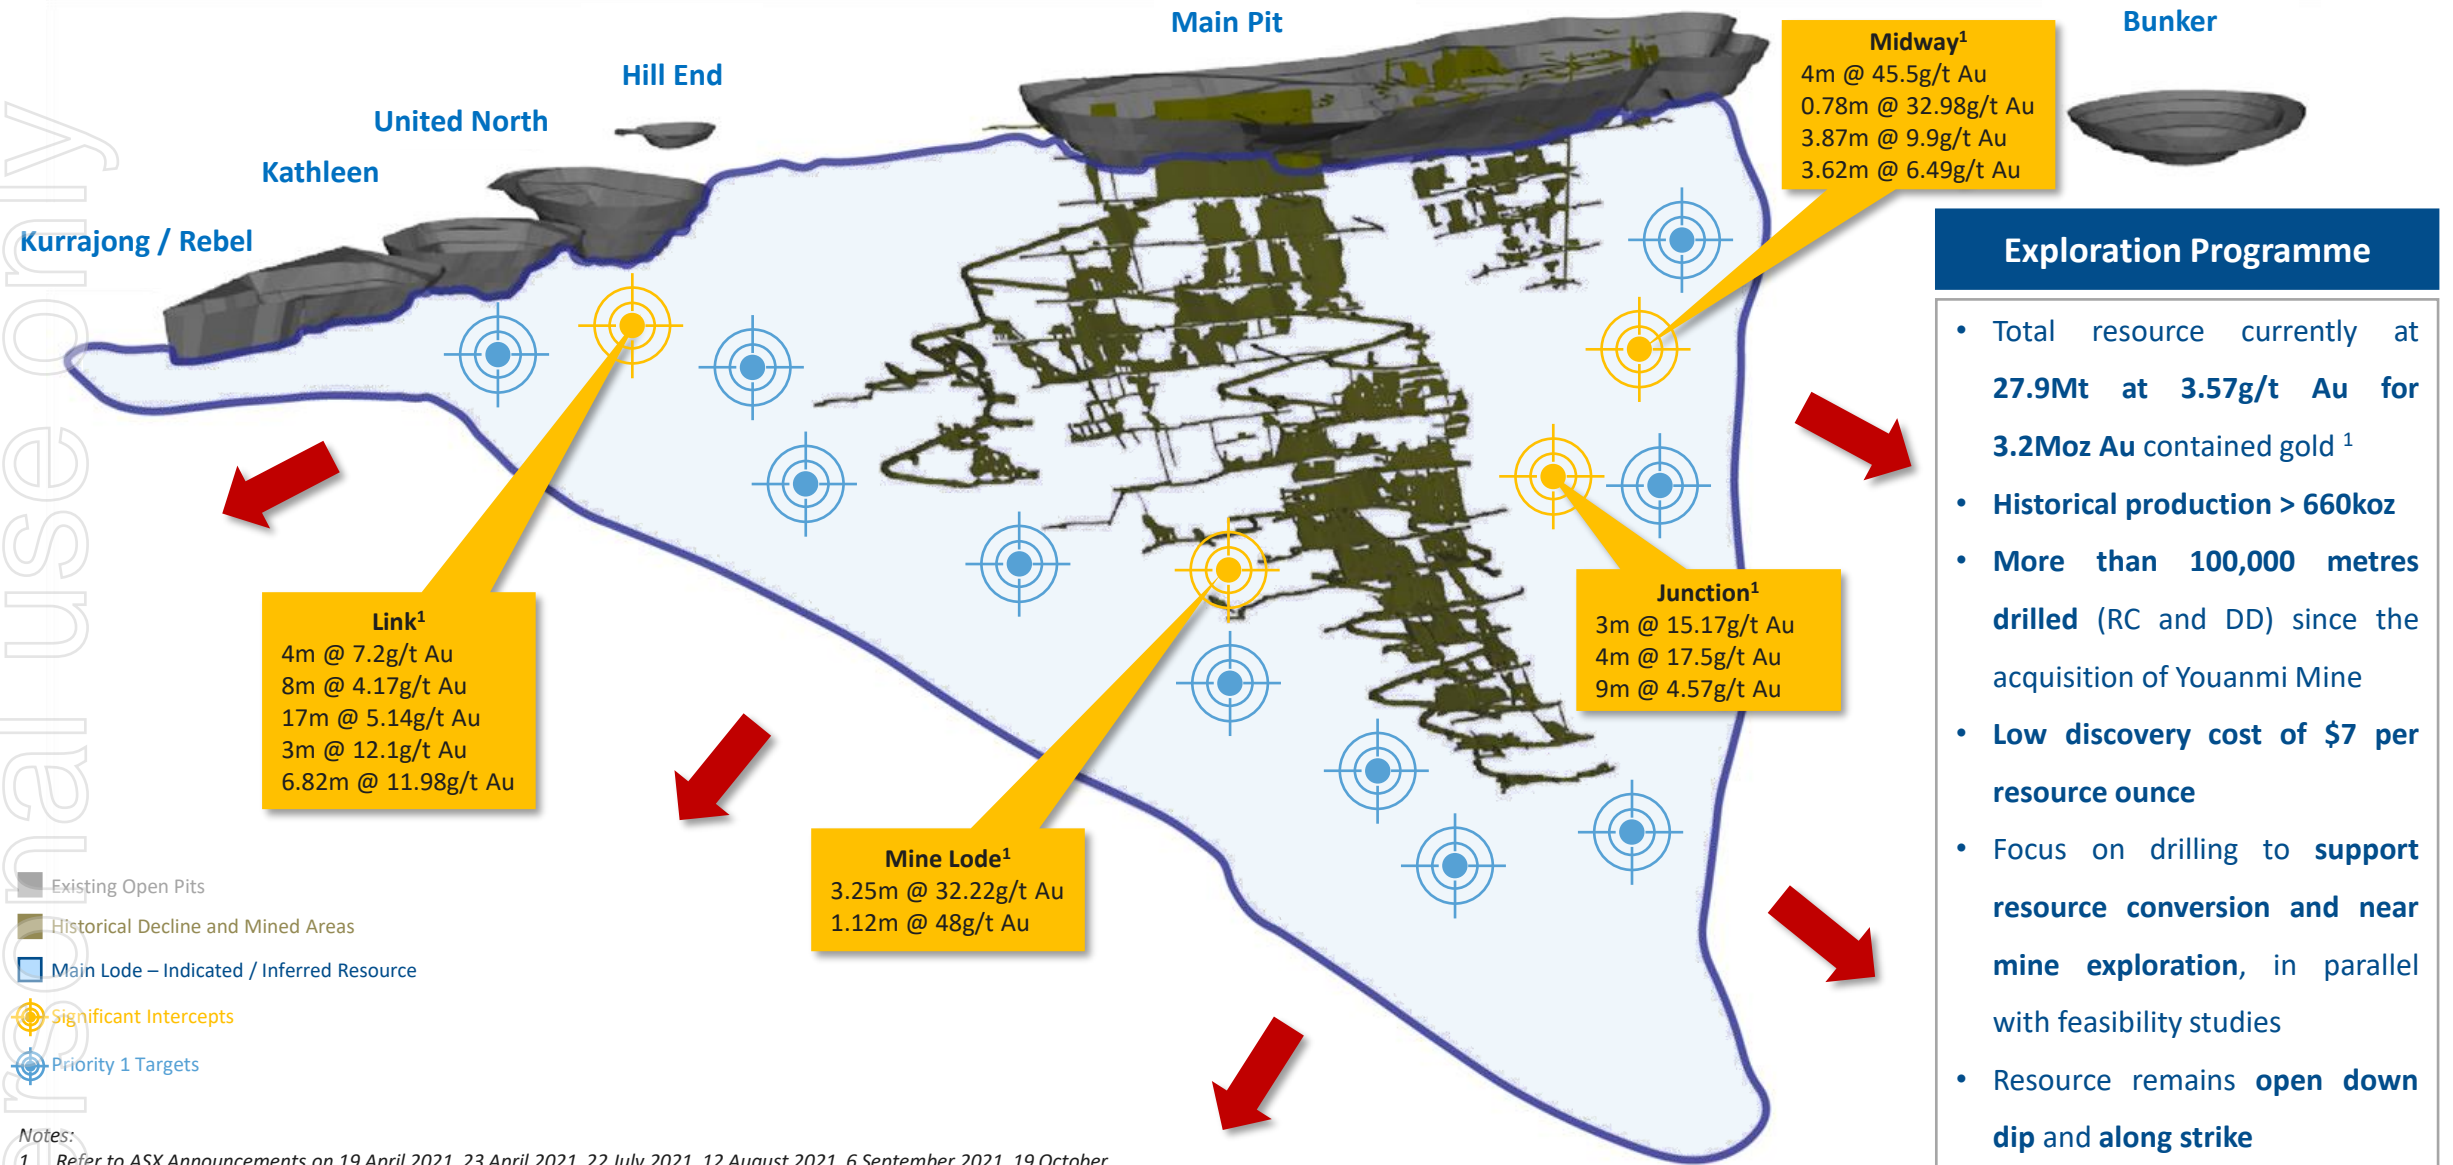 Main Pit
Bunker
Hill End
United North
Kathleen
Kurrajong / Rebel
Midway1
4m @ 45.5g/t Au
0.78m @ 32.98g/t Au
3.87m @ 9.9g/t Au
3.62m @ 6.49g/t Au
Link1
4m @ 7.2g/t Au
8m @ 4.17g/t Au
17m @ 5.14g/t Au
3m @ 12.1g/t Au
6.82m @ 11.98g/t Au
Mine Lode1
3.25m @ 32.22g/t Au
1.12m @ 48g/t Au
Junction1
3m @ 15.17g/t Au
4m @ 17.5g/t Au
9m @ 4.57g/t Au
Exploration Programme
• Total resource currently at
27.9Mt at 3.57g/t Au for
3.2Moz Au contained gold 1
• Historical production > 660koz
• More than 100,000 metres
drilled (RC and DD) since the
acquisition of Youanmi Mine
• Low discovery cost of $7 per
resource ounce
• Focus on drilling to support
resource conversion and near
mine exploration, in parallel
with feasibility studies
• Resource remains open down
dip and along strike
Existing Open Pits
Historical Decline and Mined Areas
Main Lode – Indicated / Inferred Resource
Significant Intercepts
Priority 1 Targets
Notes:
1 Refer to ASX Announcements on 19 April 2021, 23 April 2021, 22 July 2021, 12 August 2021, 6 September 2021, 19 October
ersonal use only